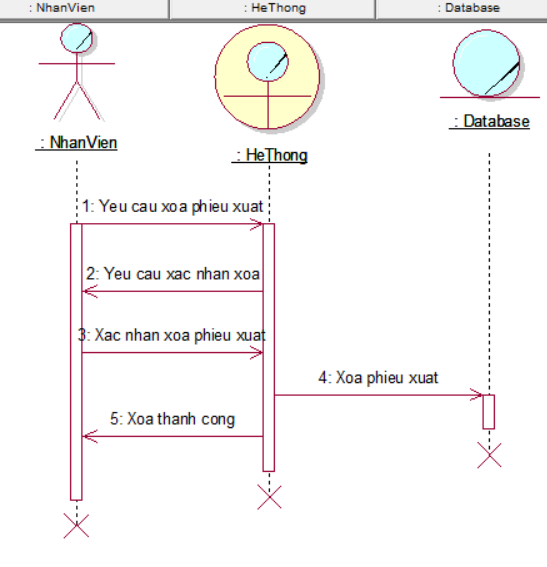 : NhanVien
: HeThong
: Database
: NhanVien
: HeThong
: Database
1: Yeu cau xoa phieu xuat
2: Yeu cau xac nhan xoa
3: Xac nhan xoa phieu xuat
4: Xoa phieu xuat
5: Xoa thanh cong